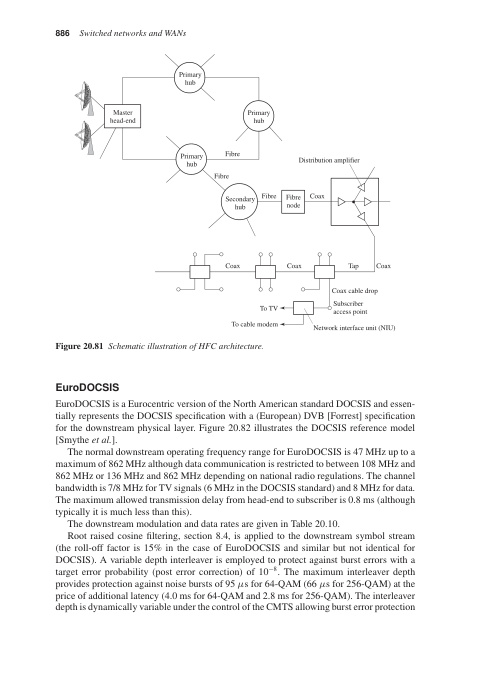 886 Switched networks and WANs
Primary
hub
Master
head-end
Primary
hub
Primary
hub
Fibre
Distribution amplifier
Fibre
Secondary
hub
Fibre
Fibre
node
Coax
Coax
Coax
Tap
Coax
Coax cable drop
To TV
Subscriber
access point
To cable modem
Network interface unit (NIU)
Figure 20.81 Schematic illustration of HFC architecture.
EuroDOCSIS
EuroDOCSIS is a Eurocentric version of the North American standard DOCSIS and essen-
tially represents the DOCSIS specification with a (European) DVB [Forrest] specification
for the downstream physical layer. Figure 20.82 illustrates the DOCSIS reference model
[Smythe et al.].
The normal downstream operating frequency range for EuroDOCSIS is 47 MHz up to a
maximum of 862 MHz although data communication is restricted to between 108 MHz and
862 MHz or 136 MHz and 862 MHz depending on national radio regulations. The channel
bandwidth is 7/8 MHz for TV signals (6 MHz in the DOCSIS standard) and 8 MHz for data.
The maximum allowed transmission delay from head-end to subscriber is 0.8 ms (although
typically it is much less than this).
The downstream modulation and data rates are given in Table 20.10.
Root raised cosine filtering, section 8.4, is applied to the downstream symbol stream
(the roll-off factor is 15% in the case of EuroDOCSIS and similar but not identical for
DOCSIS). A variable depth interleaver is employed to protect against burst errors with a
target error probability (post error correction) of 10⁻⁸. The maximum interleaver depth
provides protection against noise bursts of 95 μs for 64-QAM (66 μs for 256-QAM) at the
price of additional latency (4.0 ms for 64-QAM and 2.8 ms for 256-QAM). The interleaver
depth is dynamically variable under the control of the CMTS allowing burst error protection